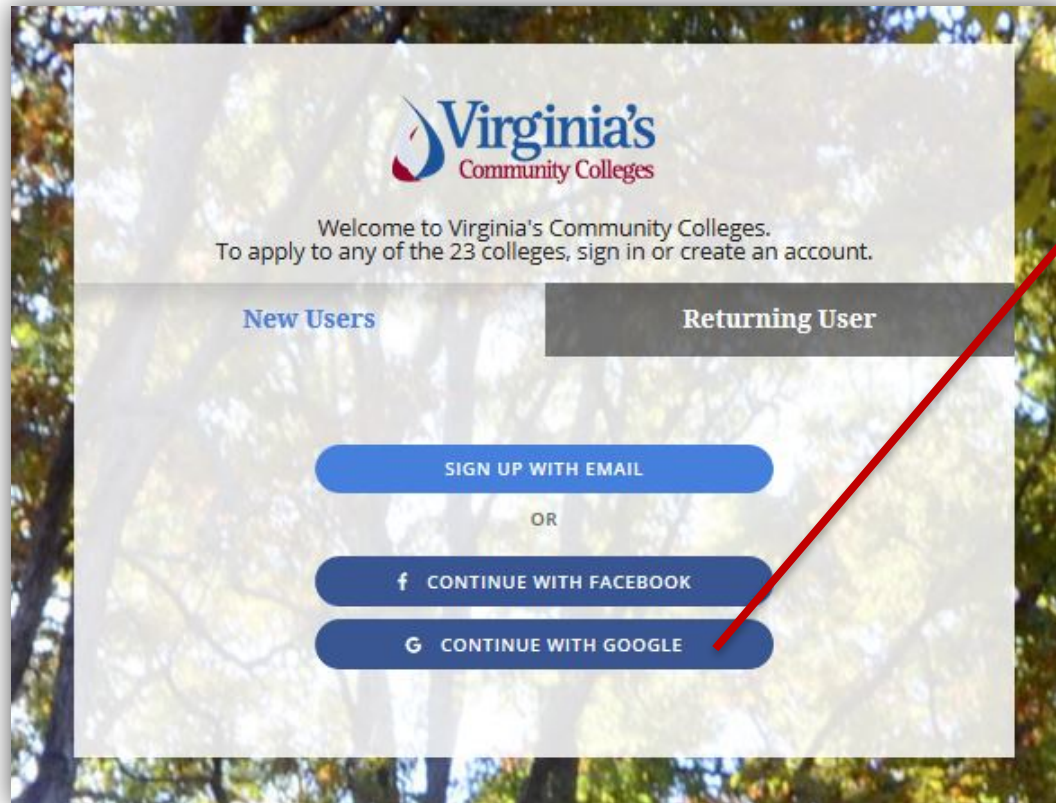 Virginia's
Community Colleges
Welcome to Virginia's Community Colleges.
To apply to any of the 23 colleges, sign in or create an account.
New Users
Returning User
SIGN UP WITH EMAIL
OR
f CONTINUE WITH FACEBOOK
G CONTINUE WITH GOOGLE